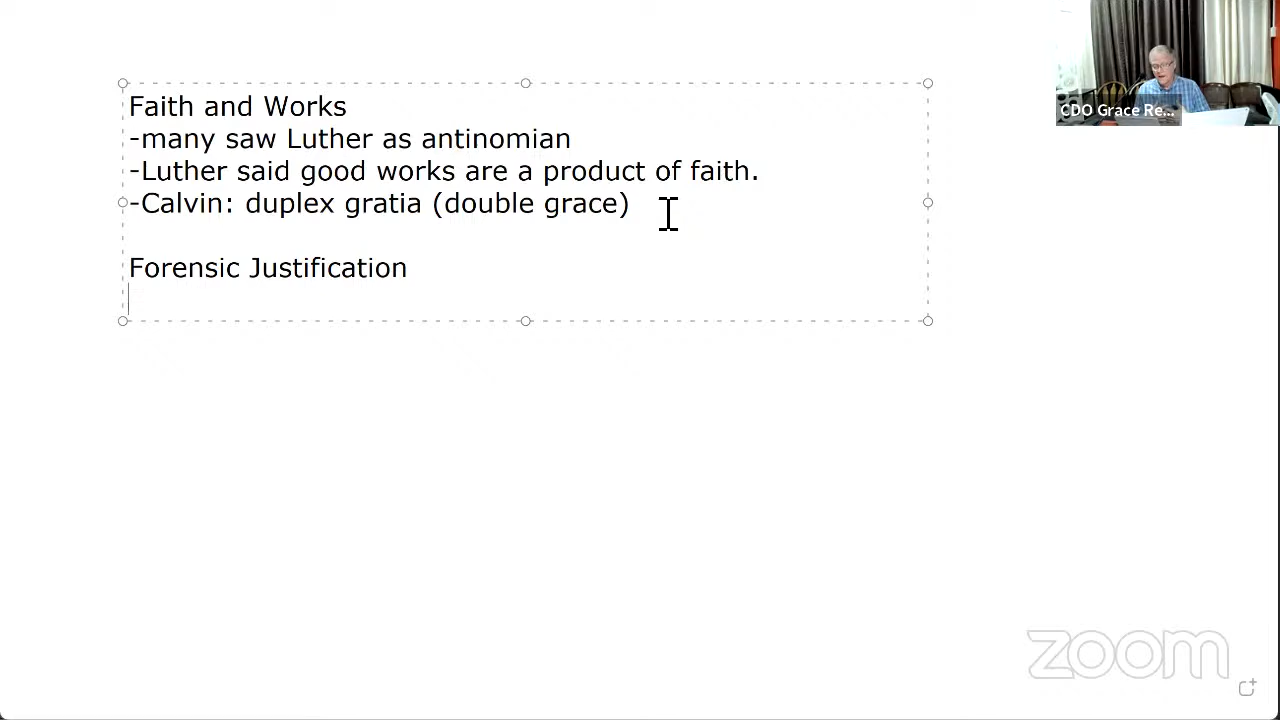 Faith and Works
-many saw Luther as antinomian
-Luther said good works are a product of faith.
-Calvin: duplex gratia (double grace)
Forensic Justification
CDO Grace Re...
zoom